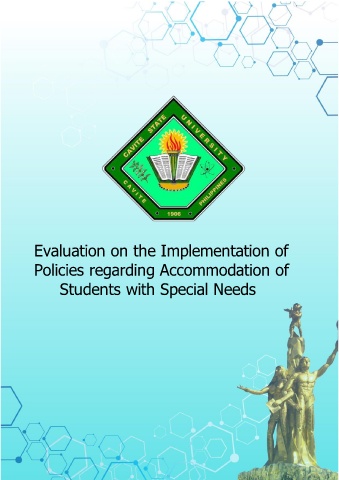 CAVITE STATE UNIVERSITY
CAVITE
PHILIPPINES
1906
Evaluation on the Implementation of
Policies regarding Accommodation of
Students with Special Needs